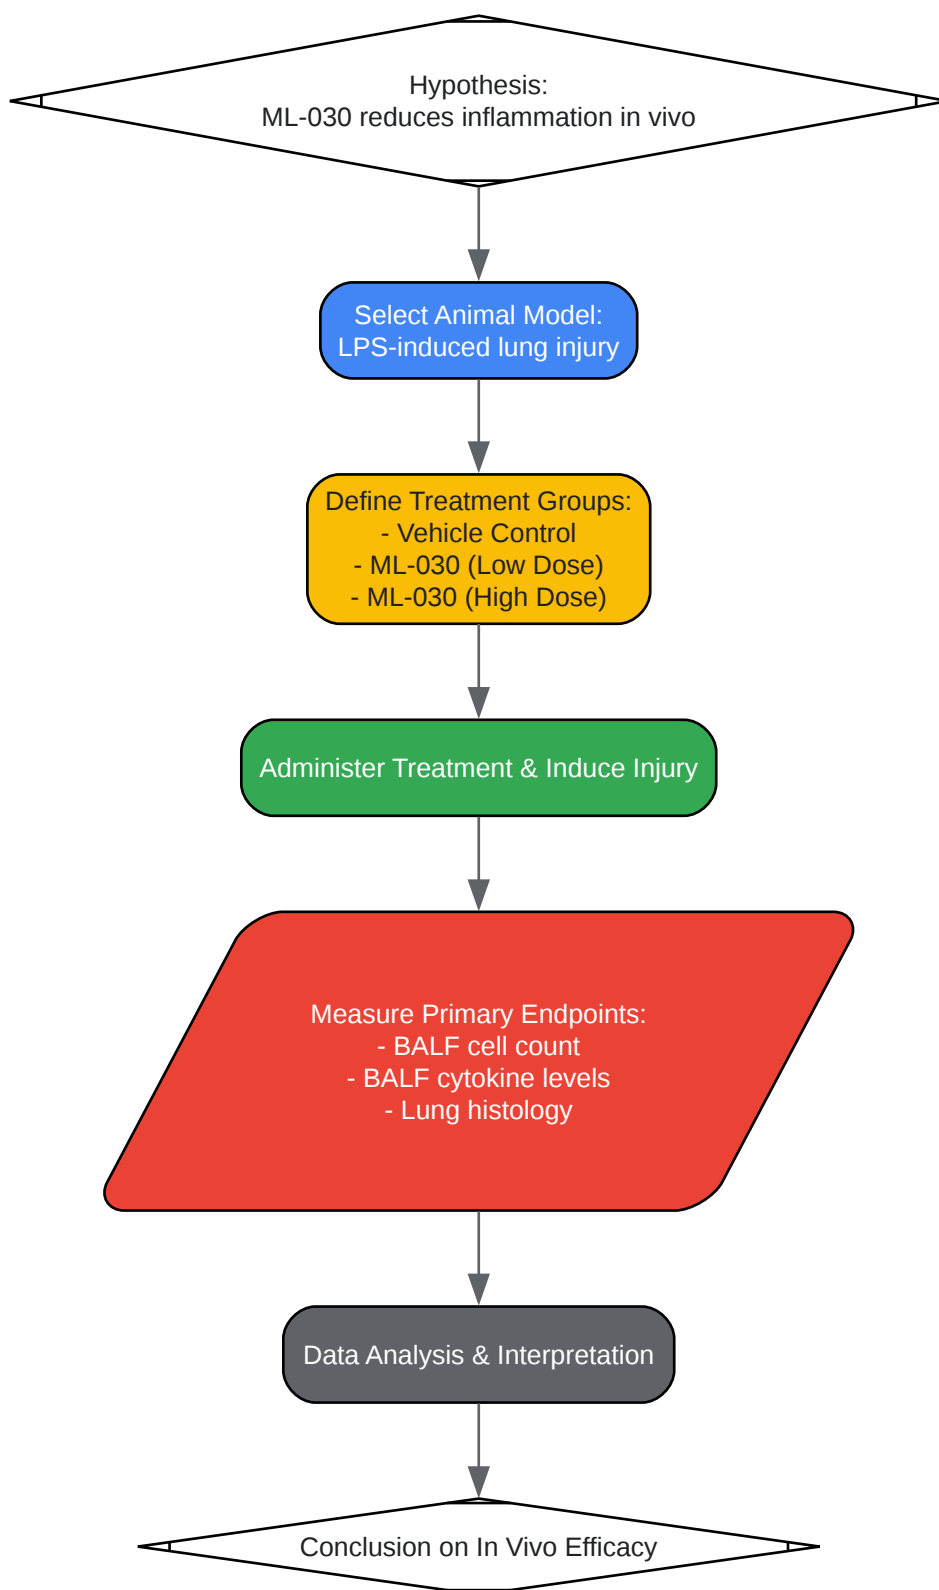 Hypothesis:
ML-030 reduces inflammation in vivo
Select Animal Model:
LPS-induced lung injury
Define Treatment Groups:
- Vehicle Control
- ML-030 (Low Dose)
- ML-030 (High Dose)
Administer Treatment & Induce Injury
Measure Primary Endpoints:
- BALF cell count
- BALF cytokine levels
- Lung histology
Data Analysis & Interpretation
Conclusion on In Vivo Efficacy